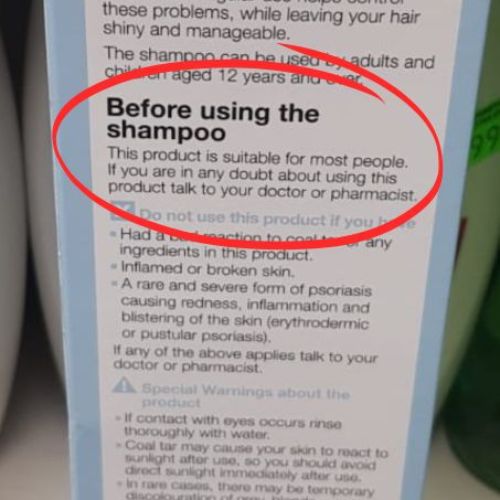 these problems, while leaving your hair
shiny and manageable.
The shampoo can be used by adults and
children aged 12 years and over.
Before using the
shampoo
This product is suitable for most people.
If you are in any doubt about using this
product talk to your doctor or pharmacist.
Do not use this product if you have
Had a bad reaction to coal tar or any
ingredients in this product.
Inflamed or broken skin.
A rare and severe form of psoriasis
causing redness, inflammation and
blistering of the skin (erythrodermic
or pustular psoriasis).
If any of the above applies talk to your
doctor or pharmacist.
Special Warnings about the
product
If contact with eyes occurs rinse
thoroughly with water.
Coal tar may cause your skin to react to
sunlight after use, so you should avoid
direct sunlight immediately after use.
In rare cases, there may be temporary
discolouration of